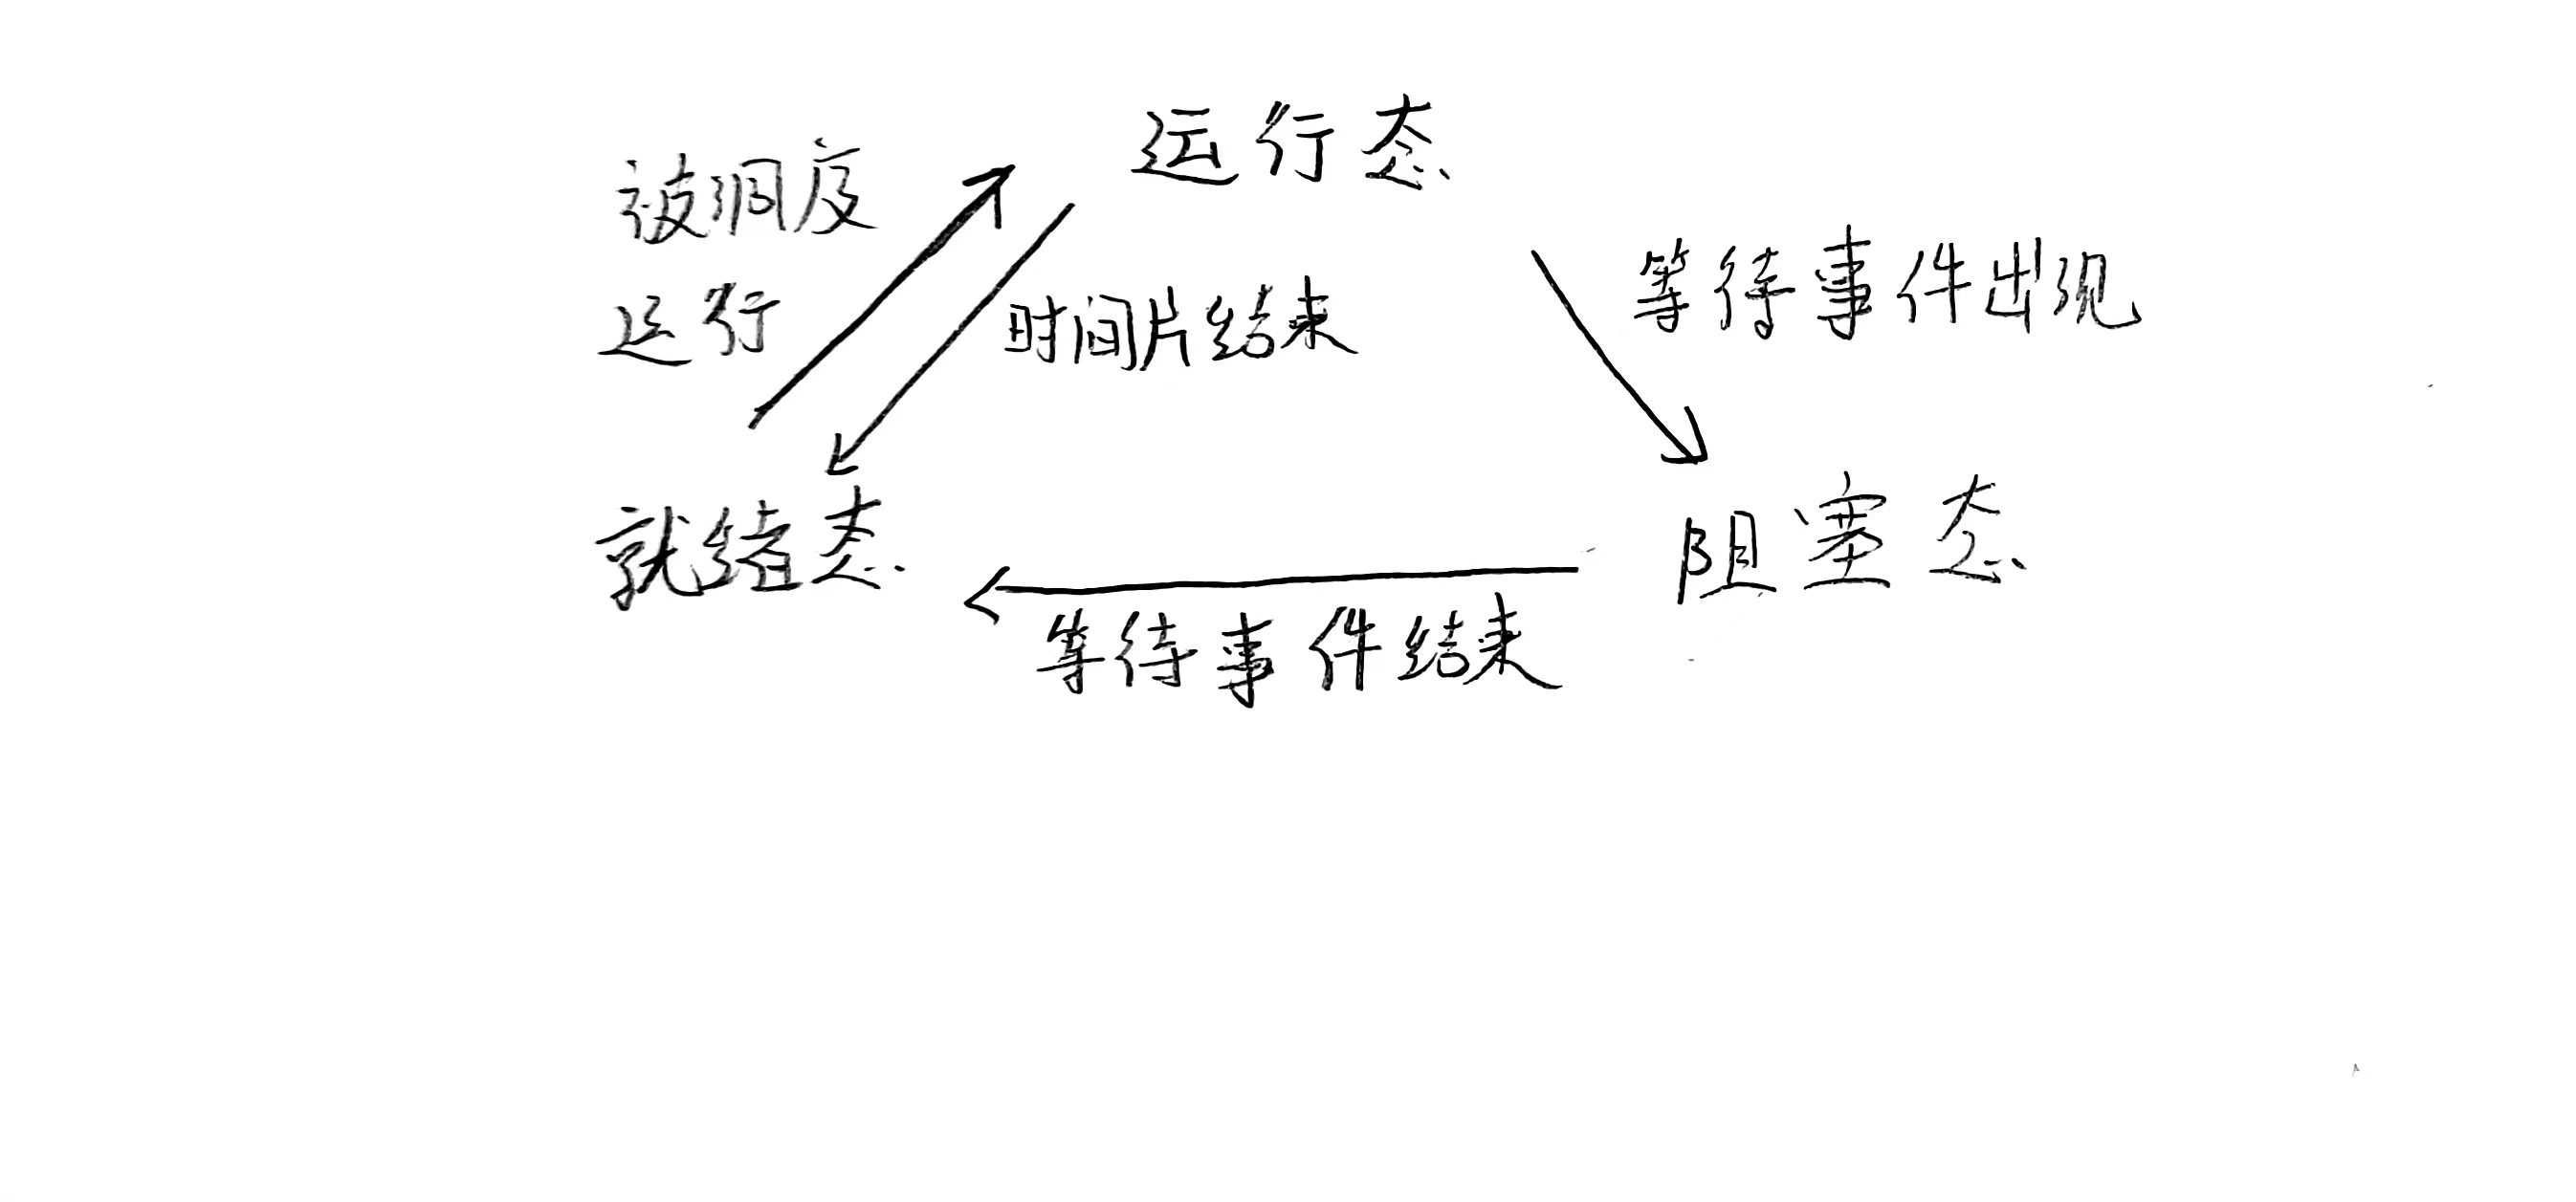 运行态
被调度
运行
时间片结束
等待事件出现
就绪态
阻塞态
等待事件结束